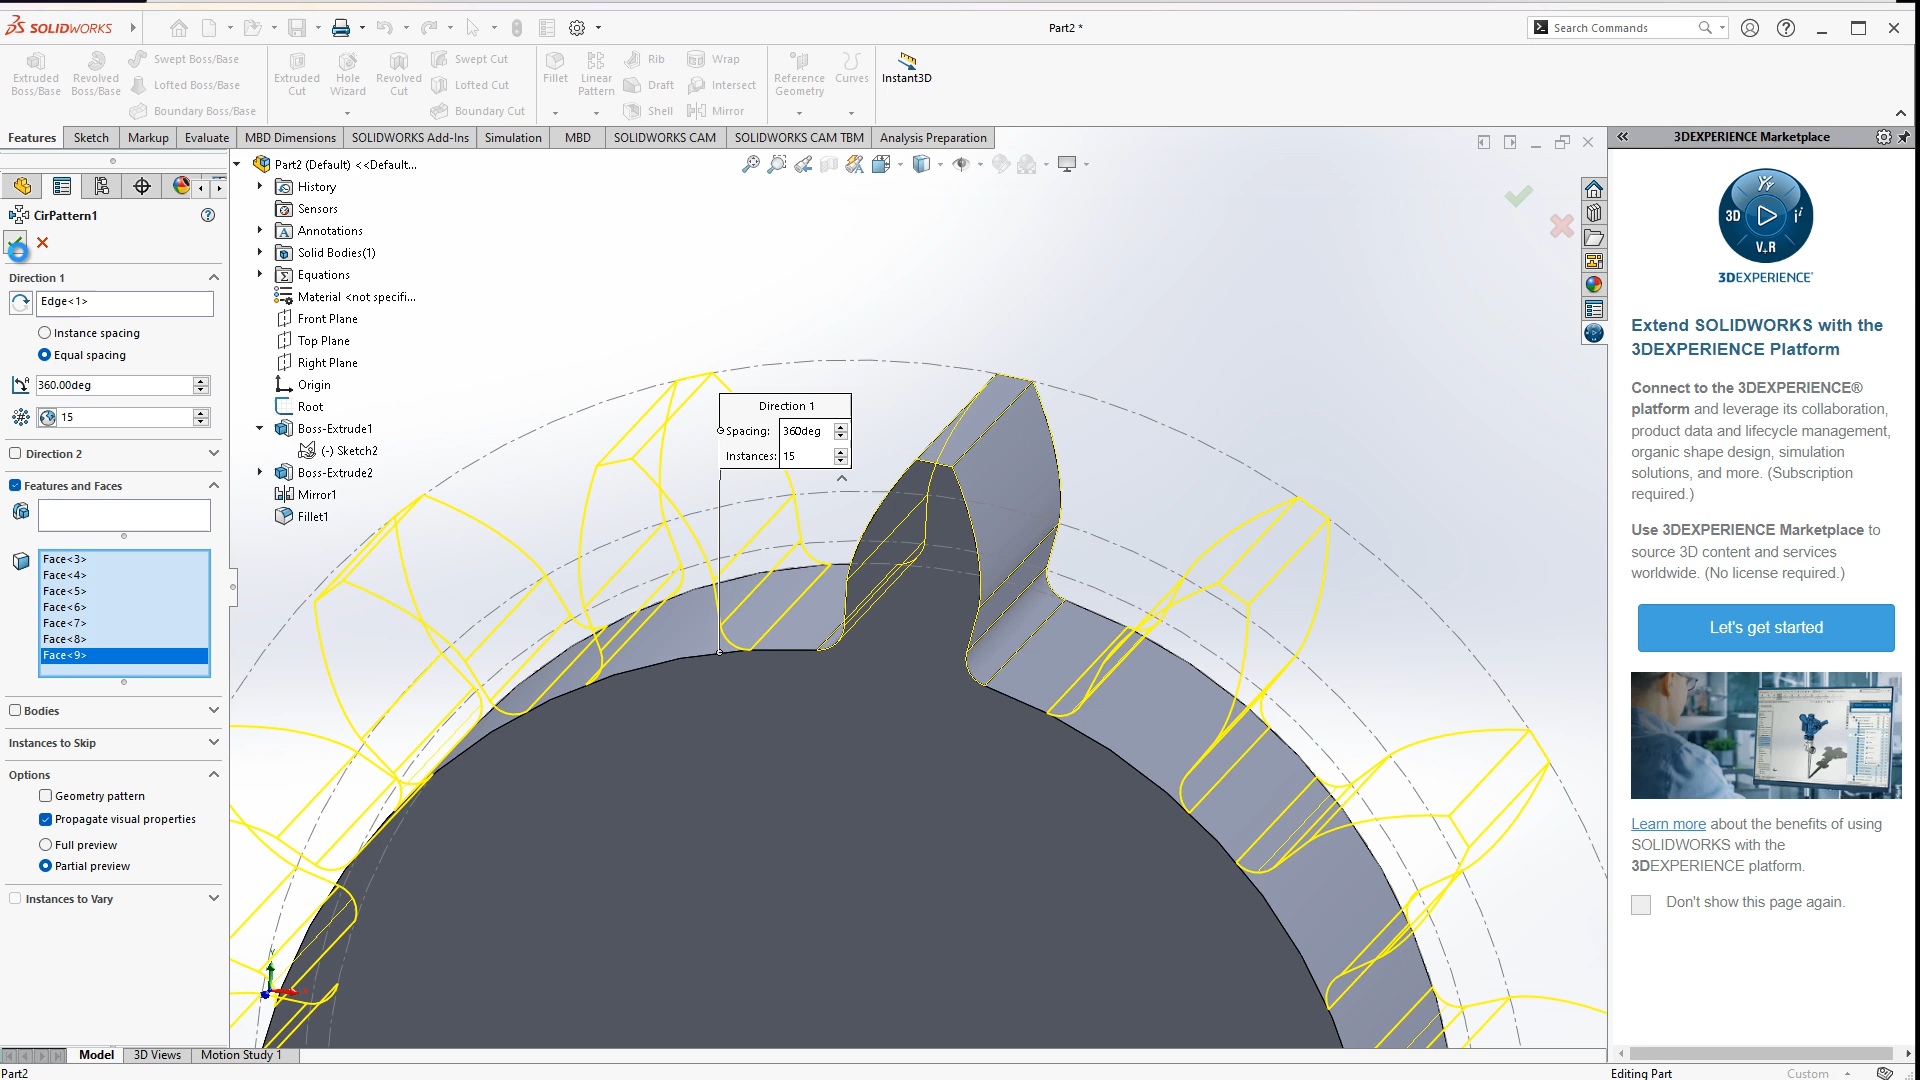 SOLIDWORKS
Part2 *
Search Commands
Extruded
Boss/Base
Revolved
Boss/Base
Swept Boss/Base
Lofted Boss/Base
Boundary Boss/Base
Extruded
Cut
Hole
Wizard
Revolved
Cut
Swept Cut
Lofted Cut
Boundary Cut
Fillet
Linear
Pattern
Rib
Draft
Shell
Wrap
Intersect
Mirror
Reference
Geometry
Curves
Instant3D
Features
Sketch
Markup
Evaluate
MBD Dimensions
SOLIDWORKS Add-Ins
Simulation
MBD
SOLIDWORKS CAM
SOLIDWORKS CAM TBM
Analysis Preparation
CirPattern1
Direction 1
Edge<1>
Instance spacing
Equal spacing
360.00deg
15
Direction 2
Features and Faces
Face<3>
Face<4>
Face<5>
Face<6>
Face<7>
Face<8>
Face<9>
Bodies
Instances to Skip
Options
Geometry pattern
Propagate visual properties
Full preview
Partial preview
Instances to Vary
Part2 (Default) <<Default...
History
Sensors
Annotations
Solid Bodies(1)
Equations
Material <not specifi...
Front Plane
Top Plane
Right Plane
Origin
Root
Boss-Extrude1
(-) Sketch2
Boss-Extrude2
Mirror1
Fillet1
Direction 1
Spacing: 360deg
Instances: 15
3DEXPERIENCE Marketplace
3D
V+R
3DEXPERIENCE
Extend SOLIDWORKS with the
3DEXPERIENCE Platform
Connect to the 3DEXPERIENCE®
platform and leverage its collaboration,
product data and lifecycle management,
organic shape design, simulation
solutions, and more. (Subscription
required.)
Use 3DEXPERIENCE Marketplace to
source 3D content and services
worldwide. (No license required.)
Let's get started
Learn more about the benefits of using
SOLIDWORKS with the
3DEXPERIENCE platform.
Don't show this page again.
Model
3D Views
Motion Study 1
Part2
Editing Part
Custom